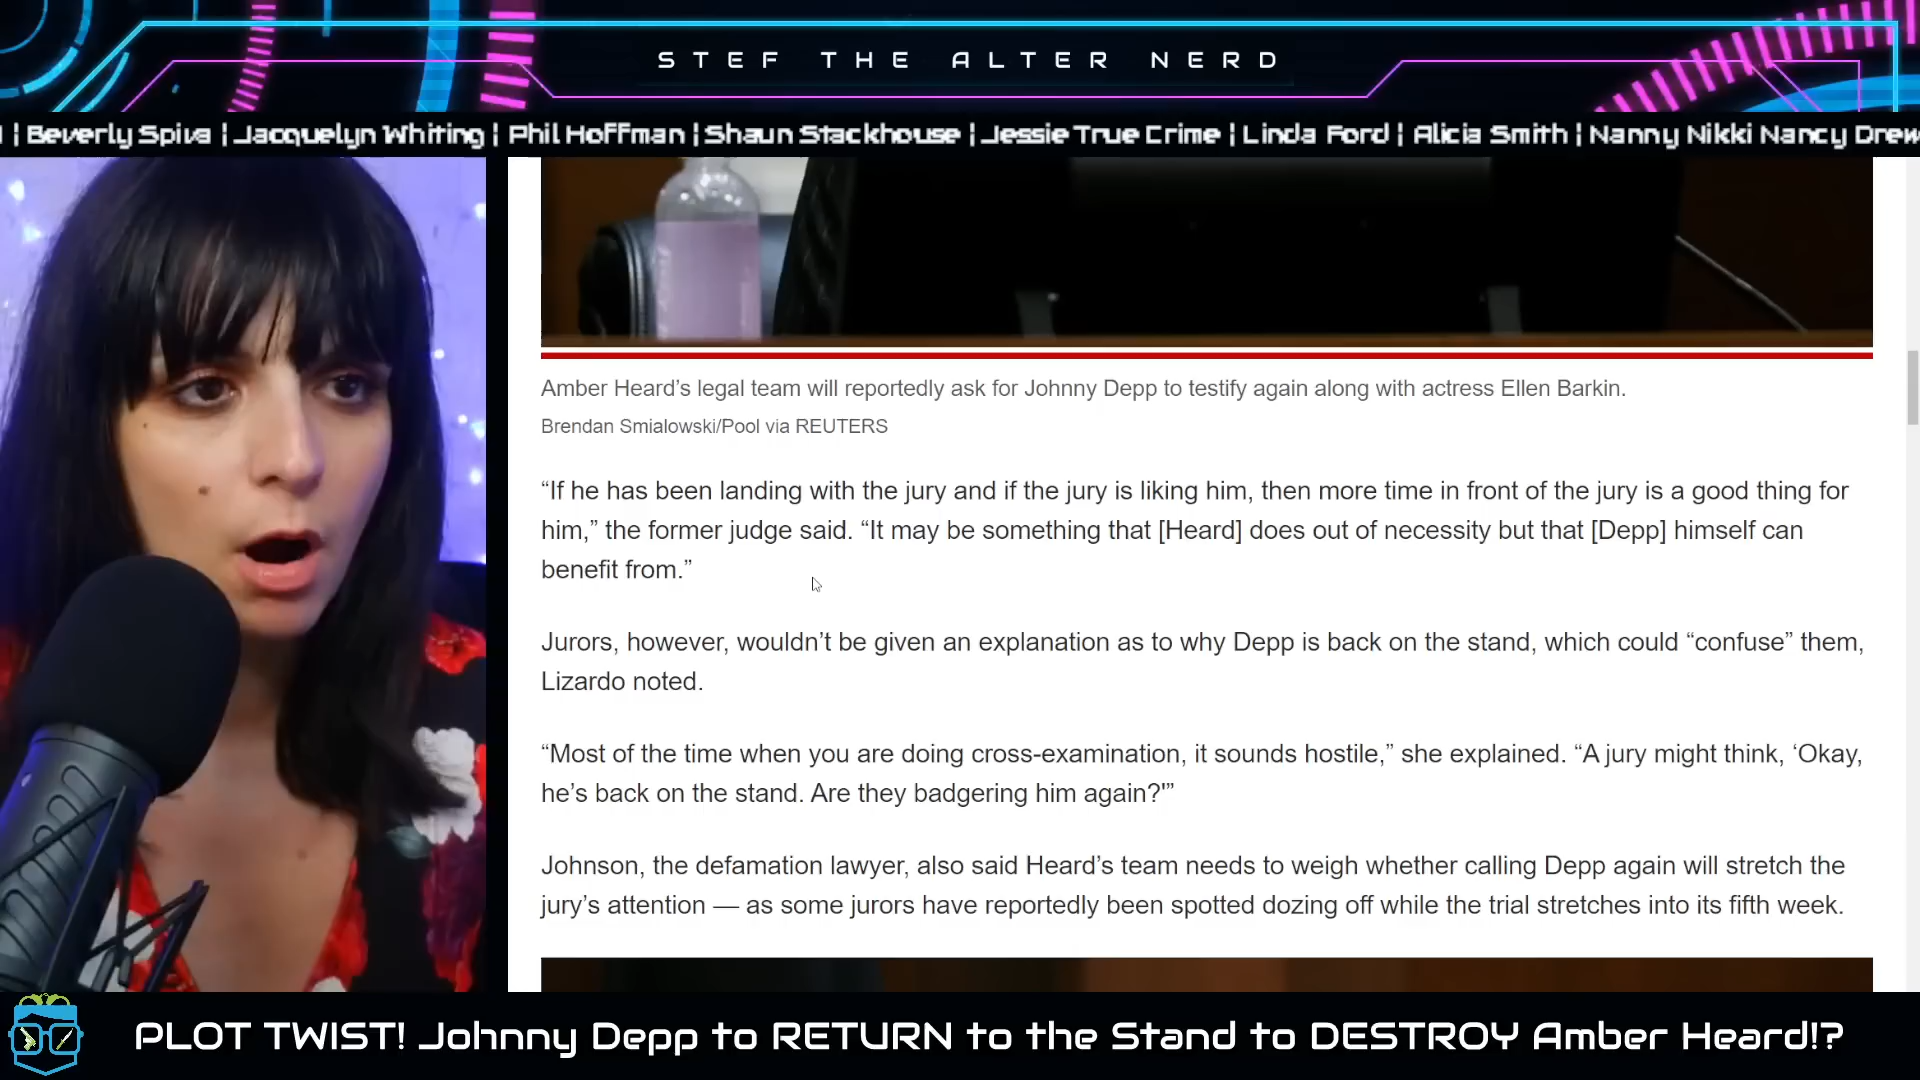 STEF THE ALTER NERD
| Beverly Spiva | Jacquelyn Whiting | Phil Hoffman | Shaun Stackhouse | Jessie True Crime | Linda Ford | Alicia Smith | Nanny Nikki Nancy Drew
Amber Heard’s legal team will reportedly ask for Johnny Depp to testify again along with actress Ellen Barkin.
Brendan Smialowski/Pool via REUTERS
“If he has been landing with the jury and if the jury is liking him, then more time in front of the jury is a good thing for
him,” the former judge said. “It may be something that [Heard] does out of necessity but that [Depp] himself can
benefit from.”
Jurors, however, wouldn’t be given an explanation as to why Depp is back on the stand, which could “confuse” them,
Lizardo noted.
“Most of the time when you are doing cross-examination, it sounds hostile,” she explained. “A jury might think, ‘Okay,
he’s back on the stand. Are they badgering him again?'”
Johnson, the defamation lawyer, also said Heard’s team needs to weigh whether calling Depp again will stretch the
jury’s attention — as some jurors have reportedly been spotted dozing off while the trial stretches into its fifth week.
PLOT TWIST! Johnny Depp to RETURN to the Stand to DESTROY Amber Heard!?